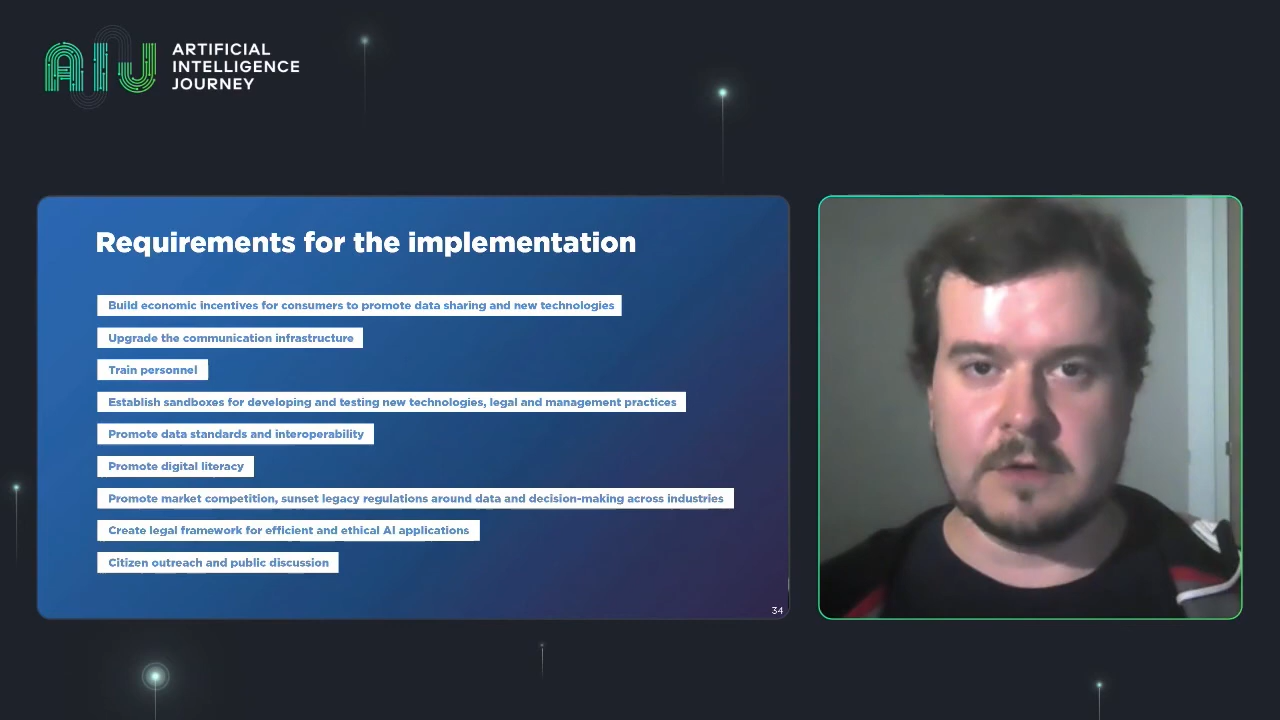 AIJ
ARTIFICIAL
INTELLIGENCE
JOURNEY
Requirements for the implementation
Build economic incentives for consumers to promote data sharing and new technologies
Upgrade the communication infrastructure
Train personnel
Establish sandboxes for developing and testing new technologies, legal and management practices
Promote data standards and interoperability
Promote digital literacy
Promote market competition, sunset legacy regulations around data and decision-making across industries
Create legal framework for efficient and ethical AI applications
Citizen outreach and public discussion
34